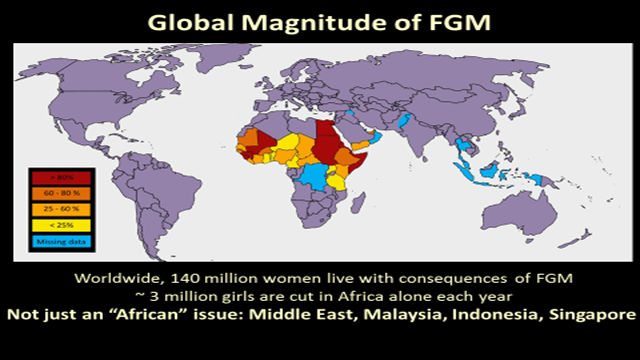 Global Magnitude of FGM
> 80%
60 - 80 %
25 - 60 %
< 25%
Missing data
Worldwide, 140 million women live with consequences of FGM
~ 3 million girls are cut in Africa alone each year
Not just an “African” issue: Middle East, Malaysia, Indonesia, Singapore